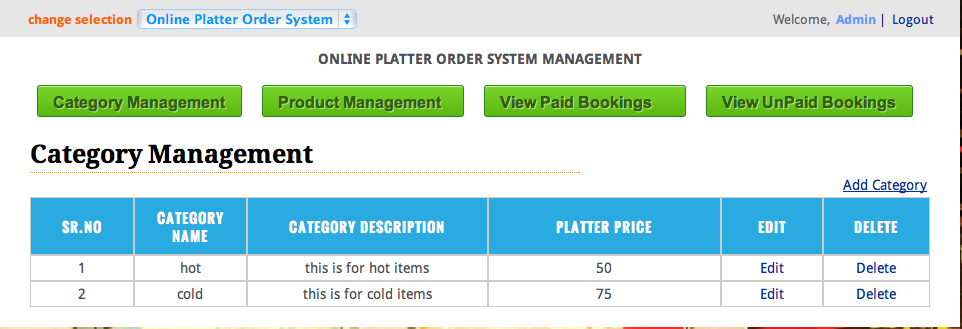 change selection Online Platter Order System Welcome, Admin | Logout
ONLINE PLATTER ORDER SYSTEM MANAGEMENT
Category Management Product Management View Paid Bookings View UnPaid Bookings
Category Management
Add Category
SR.NO CATEGORY NAME CATEGORY DESCRIPTION PLATTER PRICE EDIT DELETE
1 hot this is for hot items 50 Edit Delete
2 cold this is for cold items 75 Edit Delete